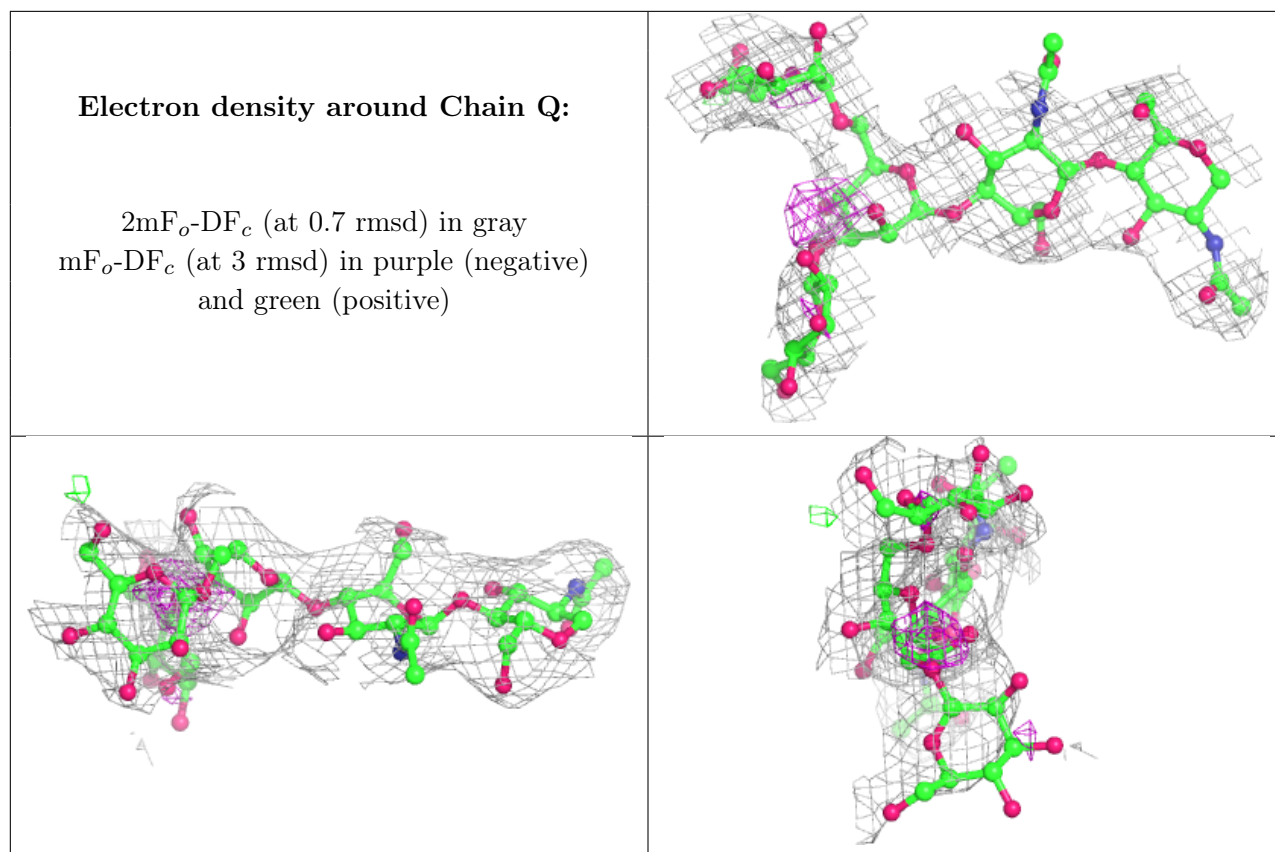 Electron density around Chain Q:
2mFₒ-DF𝒸 (at 0.7 rmsd) in gray
mFₒ-DF𝒸 (at 3 rmsd) in purple (negative)
and green (positive)